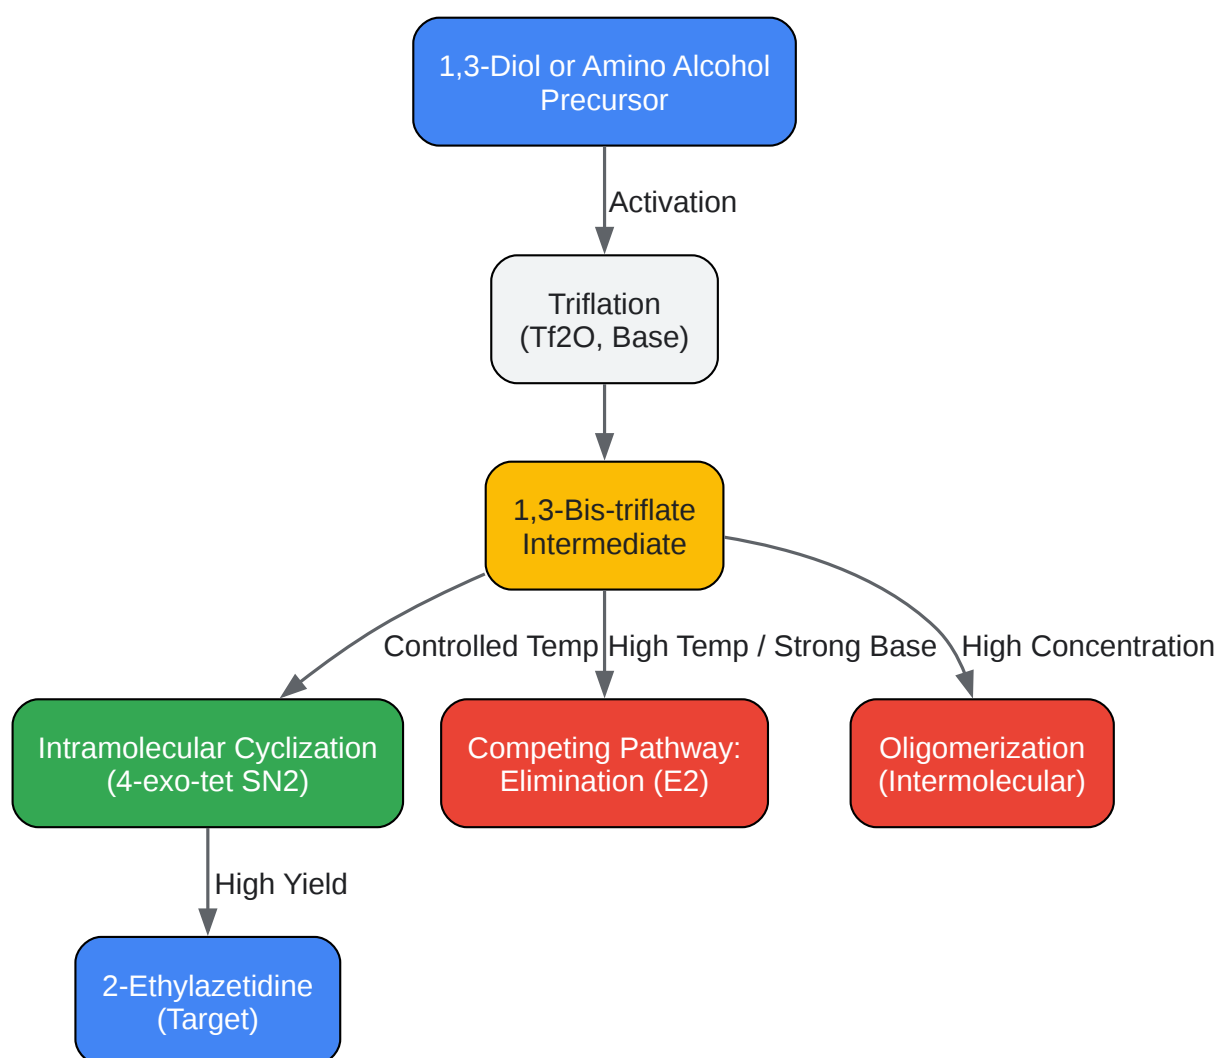 1,3-Diol or Amino Alcohol
Precursor
Activation
Triflation
(Tf2O, Base)
1,3-Bis-triflate
Intermediate
Controlled Temp
High Temp / Strong Base
High Concentration
Intramolecular Cyclization
(4-exo-tet SN2)
Competing Pathway:
Elimination (E2)
Oligomerization
(Intermolecular)
High Yield
2-Ethylazetidine
(Target)